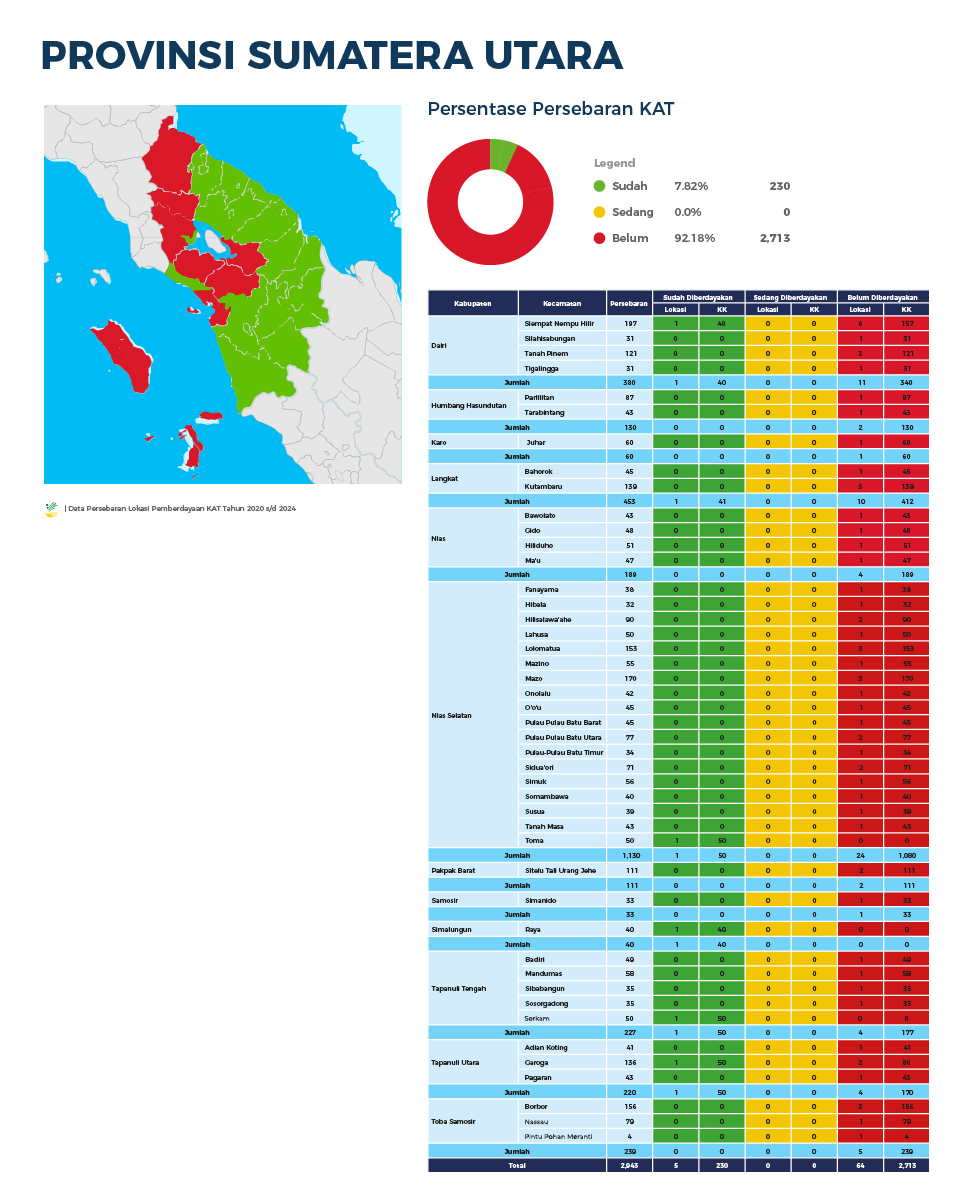 PROVINSI SUMATERA UTARA
Persentase Persebaran KAT
Legend
Sudah 7.82% 230
Sedang 0.0% 0
Belum 92.18% 2,713
| Data Persebaran Lokasi Pemberdayaan KAT Tahun 2020 s/d 2024
Kabupaten Kecamatan Persebaran Sudah Diberdayakan Sedang Diberdayakan Belum Diberdayakan
Lokasi KK Lokasi KK Lokasi KK
Dairi
Siempat Nempu Hilir 197 1 40 0 0 6 157
Silahisabungan 31 0 0 0 0 1 31
Tanah Pinem 121 0 0 0 0 3 121
Tigalingga 31 0 0 0 0 1 31
Jumlah 380 1 40 0 0 11 340
Humbang Hasundutan
Parlilitan 87 0 0 0 0 1 87
Tarabintang 43 0 0 0 0 1 43
Jumlah 130 0 0 0 0 2 130
Karo Juhar 60 0 0 0 0 1 60
Jumlah 60 0 0 0 0 1 60
Langkat
Bahorok 45 0 0 0 0 1 45
Kutambaru 139 0 0 0 0 5 139
Jumlah 453 1 41 0 0 10 412
Nias
Bawolato 43 0 0 0 0 1 43
Gido 48 0 0 0 0 1 48
Hiliduho 51 0 0 0 0 1 51
Ma'u 47 0 0 0 0 1 47
Jumlah 189 0 0 0 0 4 189
Nias Selatan
Fanayama 38 0 0 0 0 1 38
Hibala 32 0 0 0 0 1 32
Hilisalawa'ahe 90 0 0 0 0 2 90
Lahusa 50 0 0 0 0 1 50
Lolomatua 153 0 0 0 0 3 153
Mazino 55 0 0 0 0 1 55
Mazo 170 0 0 0 0 3 170
Onolalu 42 0 0 0 0 1 42
O'o'u 45 0 0 0 0 1 45
Pulau Pulau Batu Barat 45 0 0 0 0 1 45
Pulau Pulau Batu Utara 77 0 0 0 0 2 77
Pulau-Pulau Batu Timur 34 0 0 0 0 1 34
Sidua'ori 71 0 0 0 0 2 71
Simuk 56 0 0 0 0 1 56
Somambawa 40 0 0 0 0 1 40
Susua 39 0 0 0 0 1 39
Tanah Masa 43 0 0 0 0 1 43
Toma 50 1 50 0 0 0 0
Jumlah 1,130 1 50 0 0 24 1,080
Pakpak Barat Sitelu Tali Urang Jehe 111 0 0 0 0 2 111
Jumlah 111 0 0 0 0 2 111
Samosir Simanido 33 0 0 0 0 1 33
Jumlah 33 0 0 0 0 1 33
Simalungun Raya 40 1 40 0 0 0 0
Jumlah 40 1 40 0 0 0 0
Tapanuli Tengah
Badiri 49 0 0 0 0 1 49
Mandumas 58 0 0 0 0 1 58
Sibabangun 35 0 0 0 0 1 35
Sosorgadong 35 0 0 0 0 1 35
Sorkam 50 1 50 0 0 0 0
Jumlah 227 1 50 0 0 4 177
Tapanuli Utara
Adian Koting 41 0 0 0 0 1 41
Garoga 136 1 50 0 0 2 86
Pagaran 43 0 0 0 0 1 43
Jumlah 220 1 50 0 0 4 170
Toba Samosir
Borbor 156 0 0 0 0 3 156
Nassau 79 0 0 0 0 1 79
Pintu Pohan Meranti 4 0 0 0 0 1 4
Jumlah 239 0 0 0 0 5 239
Total 2,943 5 230 0 0 64 2,713